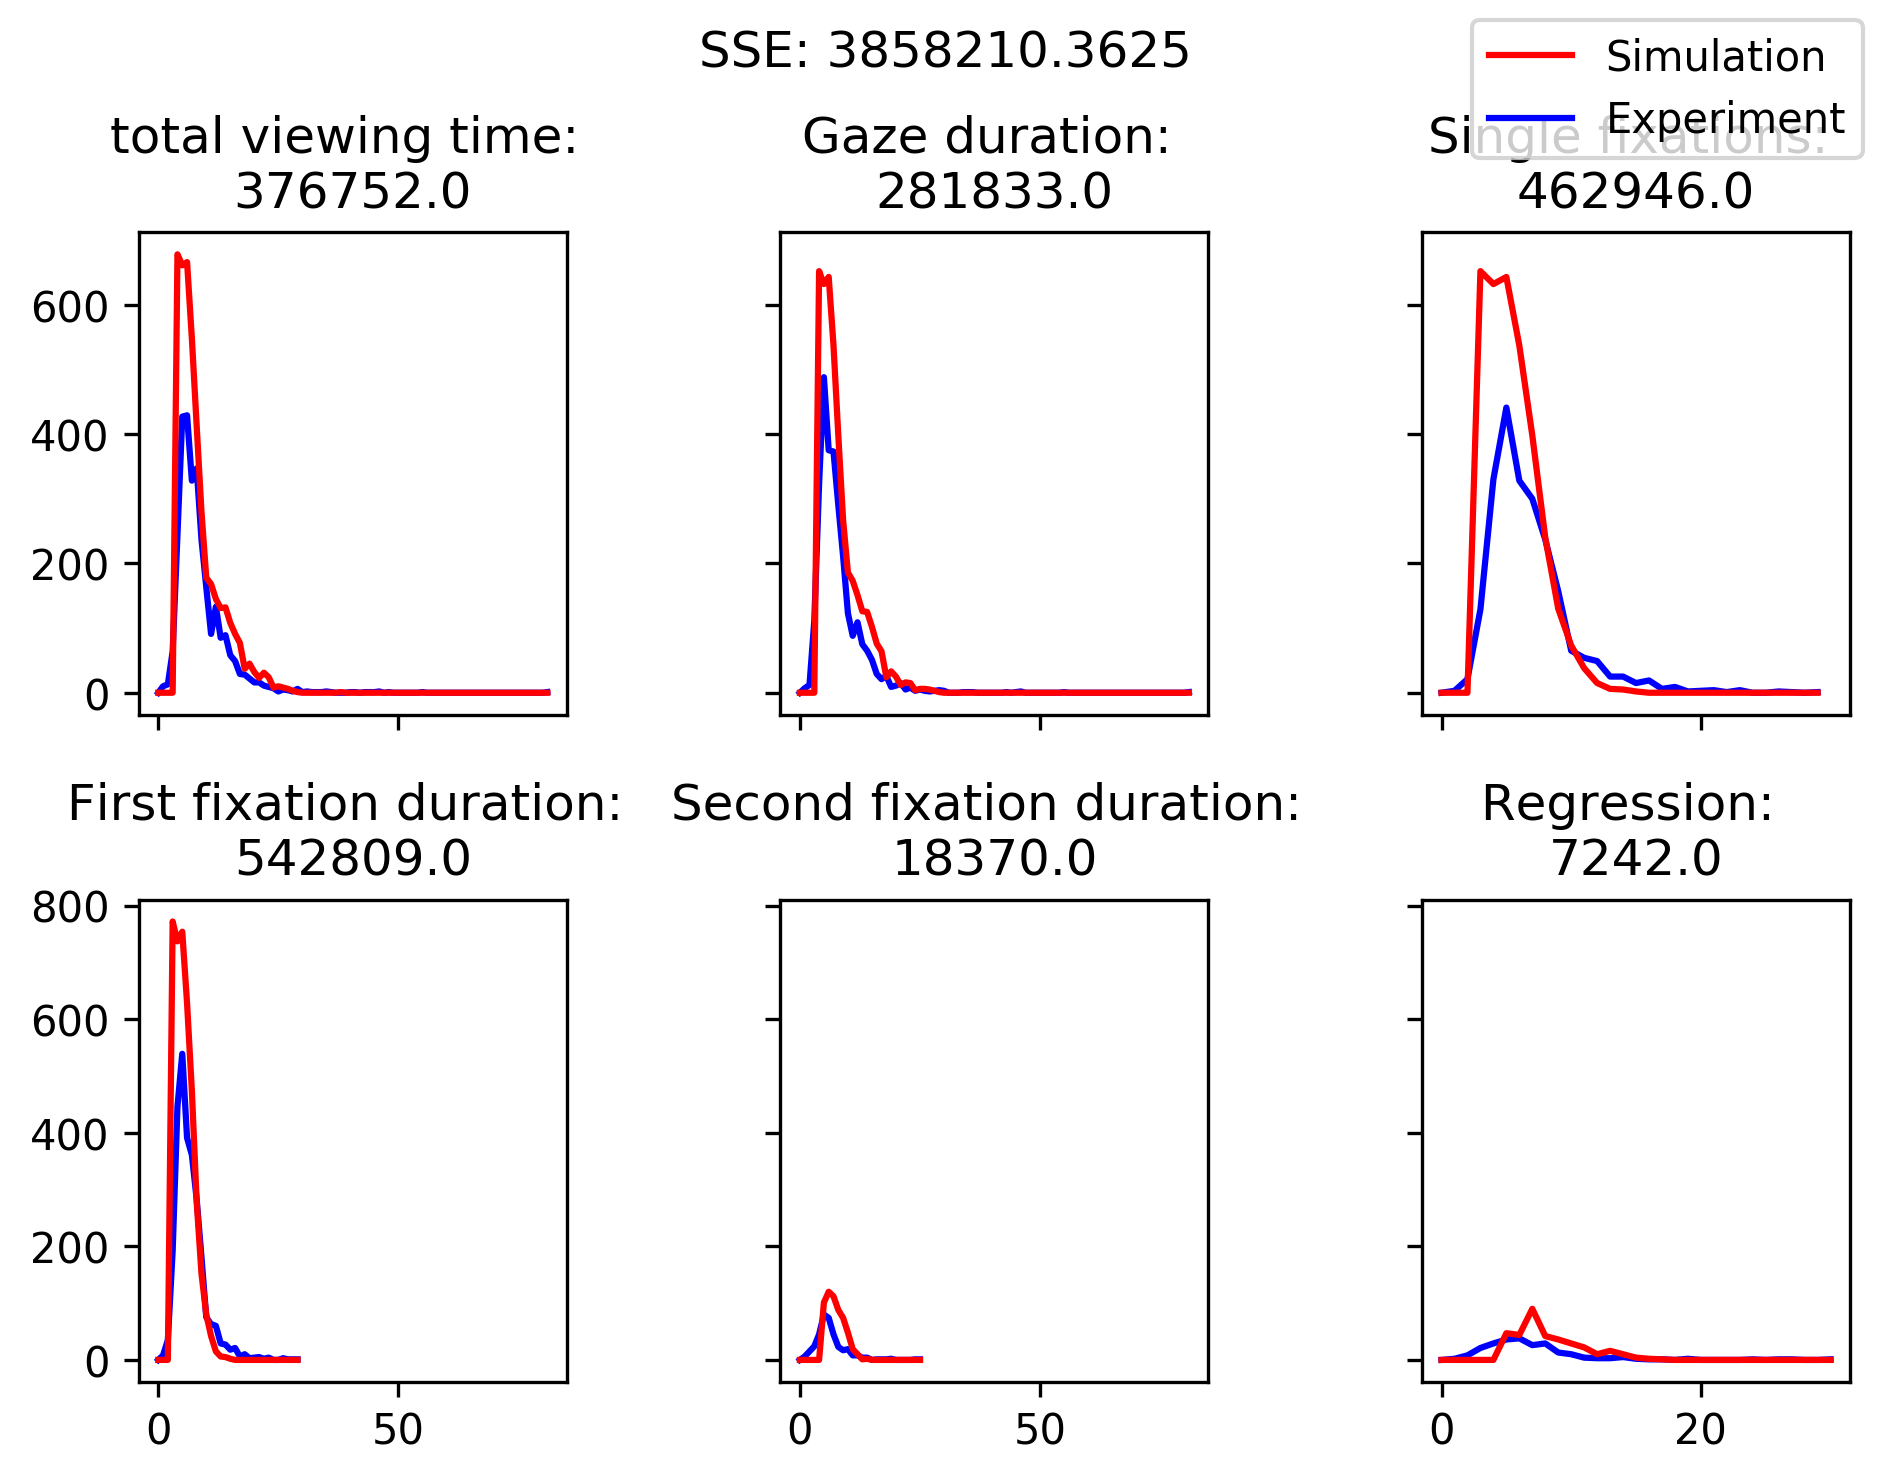 SSE: 3858210.3625
Simulation
Experiment
total viewing time:
376752.0
Gaze duration:
281833.0
Single fixations:
462946.0
600
400
200
0
First fixation duration:
542809.0
Second fixation duration:
18370.0
Regression:
7242.0
800
600
400
200
0
0
50
0
50
0
20